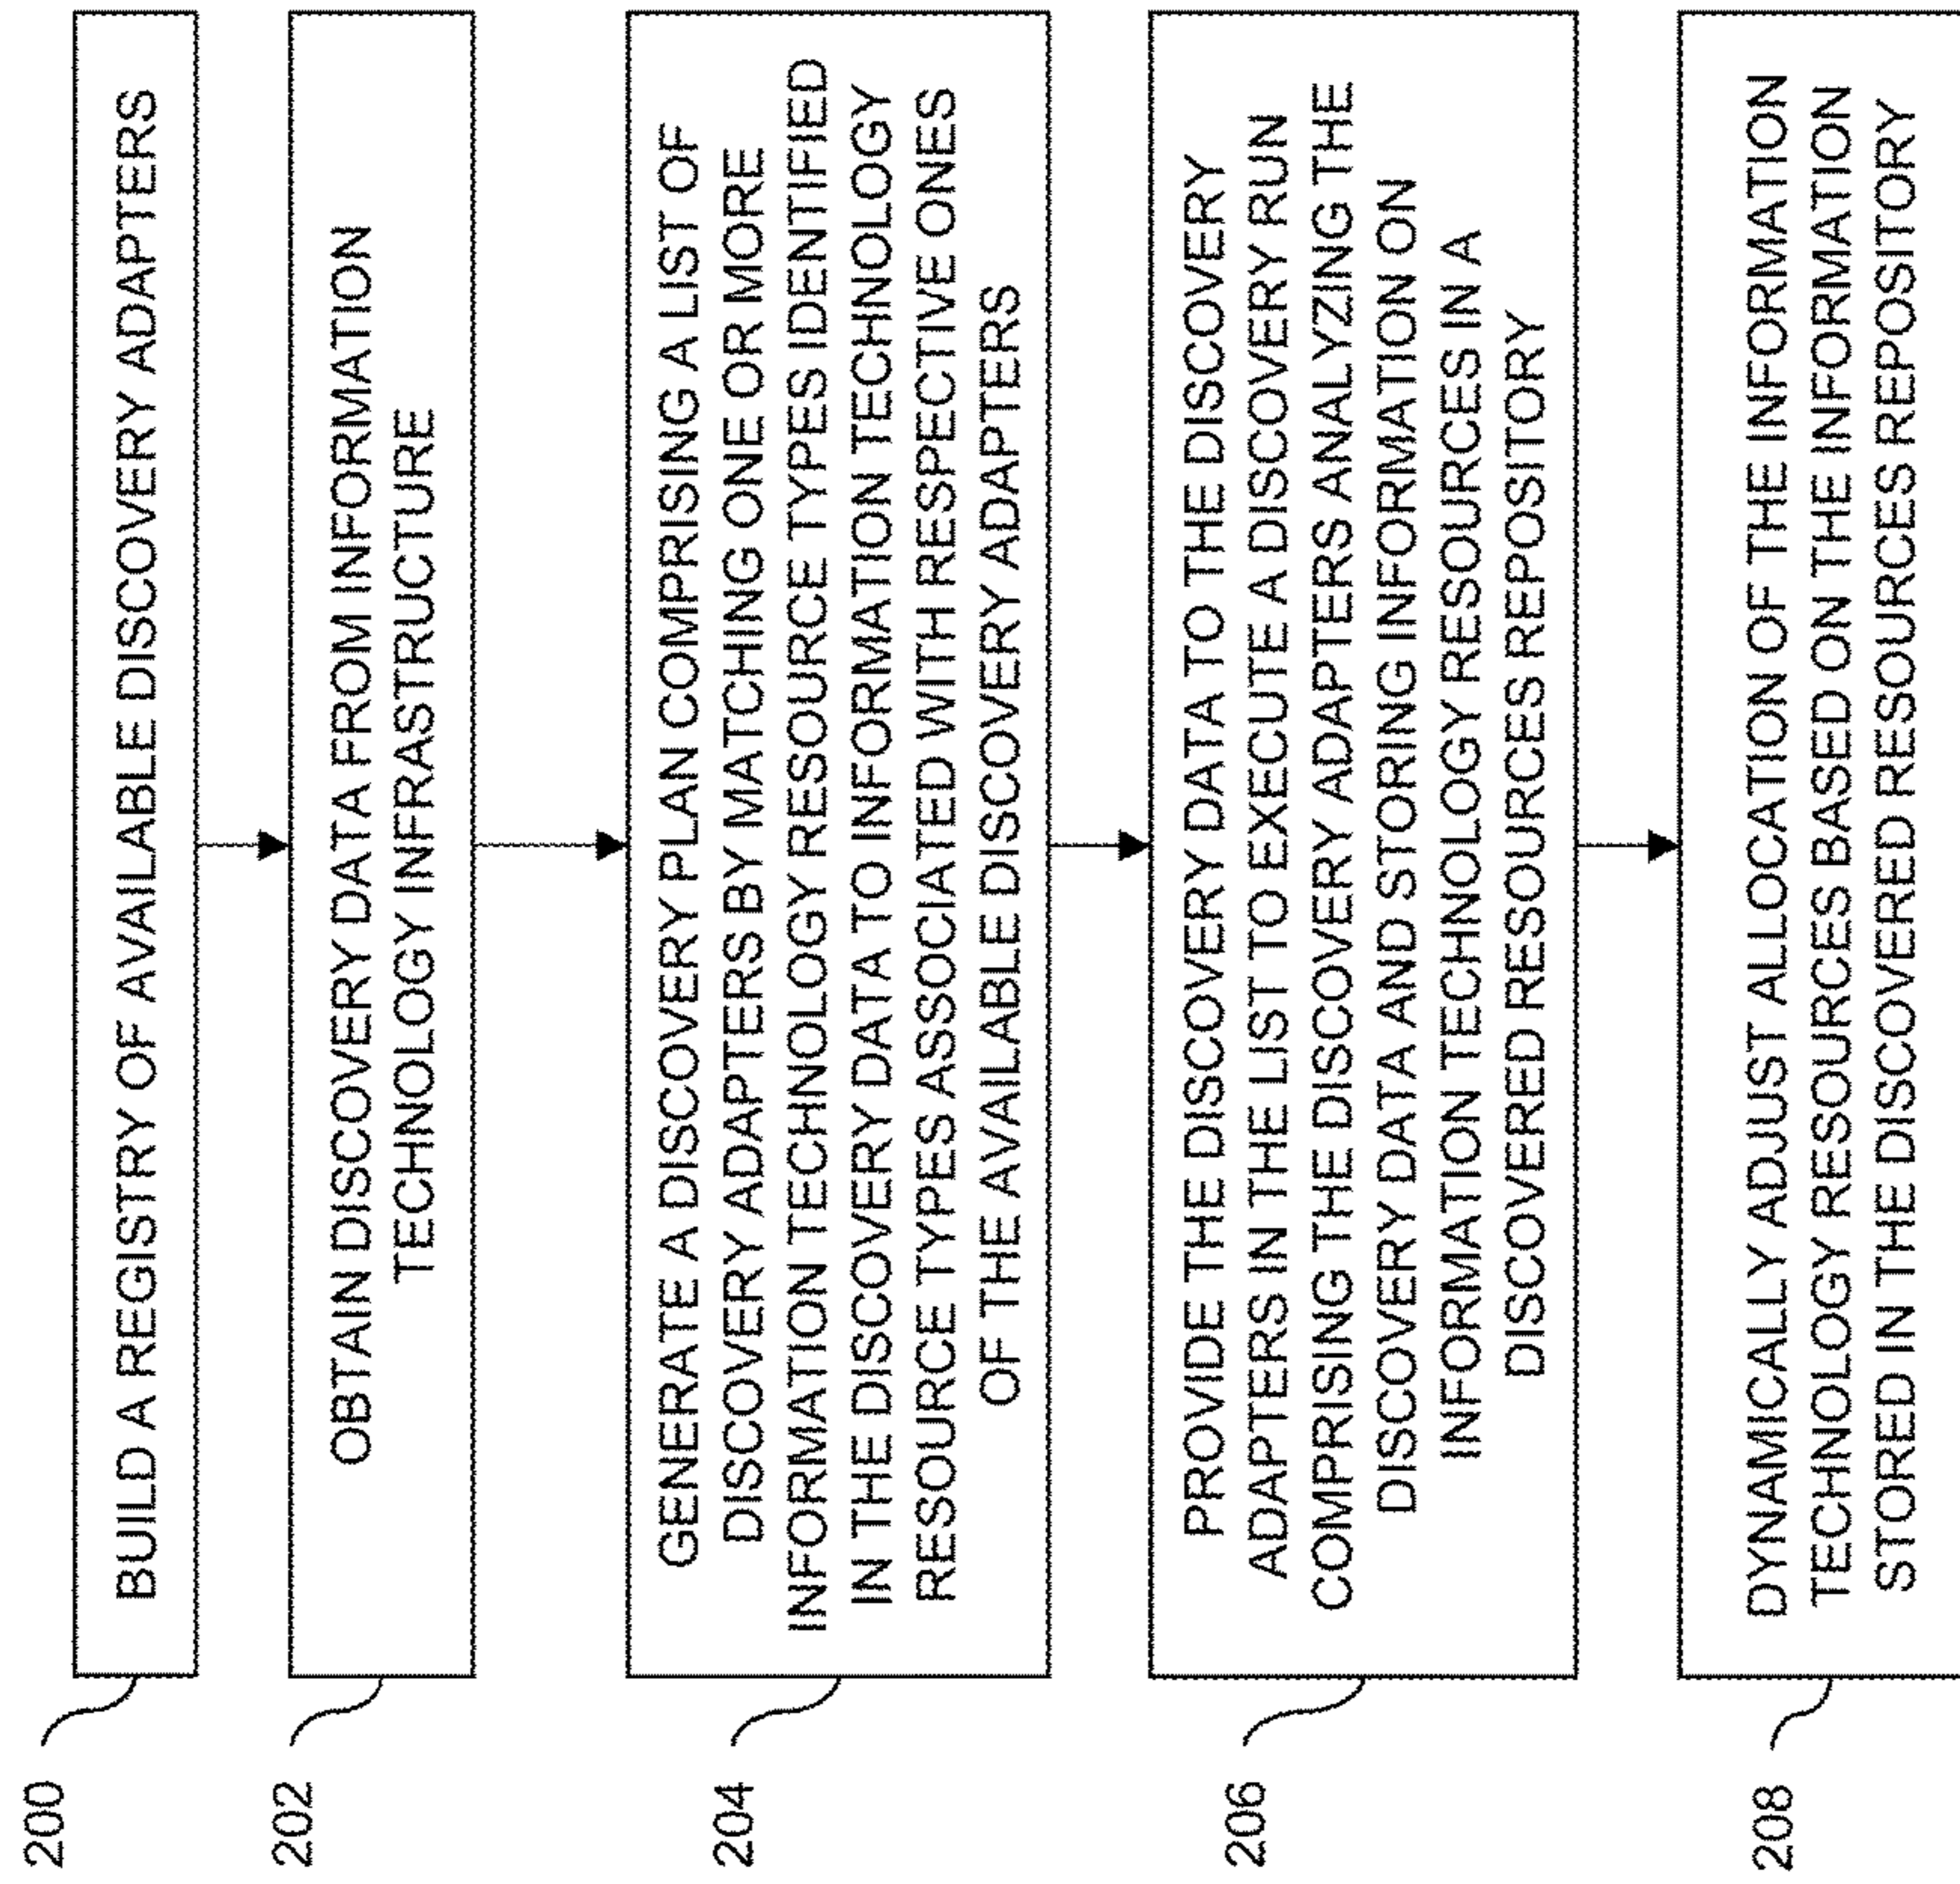 200
BUILD A REGISTRY OF AVAILABLE DISCOVERY ADAPTERS
202
OBTAIN DISCOVERY DATA FROM INFORMATION
TECHNOLOGY INFRASTRUCTURE
204
GENERATE A DISCOVERY PLAN COMPRISING A LIST OF
DISCOVERY ADAPTERS BY MATCHING ONE OR MORE
INFORMATION TECHNOLOGY RESOURCE TYPES IDENTIFIED
IN THE DISCOVERY DATA TO INFORMATION TECHNOLOGY
RESOURCE TYPES ASSOCIATED WITH RESPECTIVE ONES
OF THE AVAILABLE DISCOVERY ADAPTERS
206
PROVIDE THE DISCOVERY DATA TO THE DISCOVERY
ADAPTERS IN THE LIST TO EXECUTE A DISCOVERY RUN
COMPRISING THE DISCOVERY ADAPTERS ANALYZING THE
DISCOVERY DATA AND STORING INFORMATION ON
INFORMATION TECHNOLOGY RESOURCES IN A
DISCOVERED RESOURCES REPOSITORY
208
DYNAMICALLY ADJUST ALLOCATION OF THE INFORMATION
TECHNOLOGY RESOURCES BASED ON THE INFORMATION
STORED IN THE DISCOVERED RESOURCES REPOSITORY